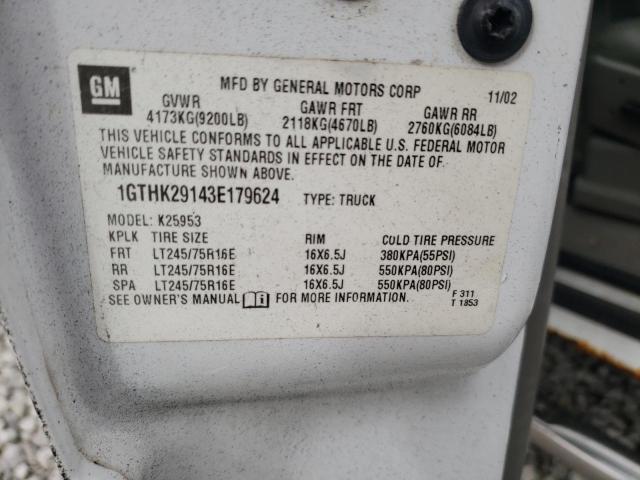 GM
MFD BY GENERAL MOTORS CORP 11/02
GVWR GAWR FRT GAWR RR
4173KG(9200LB) 2118KG(4670LB) 2760KG(6084LB)
THIS VEHICLE CONFORMS TO ALL APPLICABLE U.S. FEDERAL MOTOR
VEHICLE SAFETY STANDARDS IN EFFECT ON THE DATE OF
MANUFACTURE SHOWN ABOVE.
1GTHK29143E179624 TYPE: TRUCK
MODEL: K25953
KPLK TIRE SIZE RIM COLD TIRE PRESSURE
FRT LT245/75R16E 16X6.5J 380KPA(55PSI)
RR LT245/75R16E 16X6.5J 550KPA(80PSI)
SPA LT245/75R16E 16X6.5J 550KPA(80PSI)
SEE OWNER'S MANUAL FOR MORE INFORMATION.
F 311
T 1853